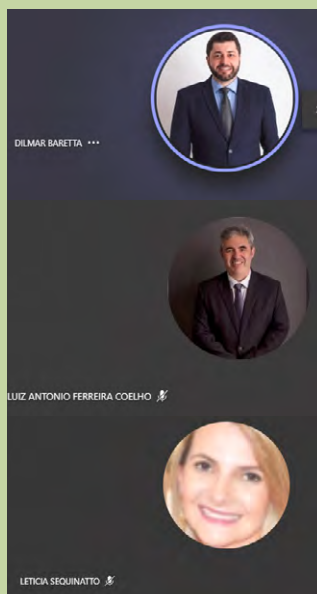 DILMAR BARETTA •••
LUIZ ANTONIO FERREIRA COELHO
LETICIA SEQUINATTO